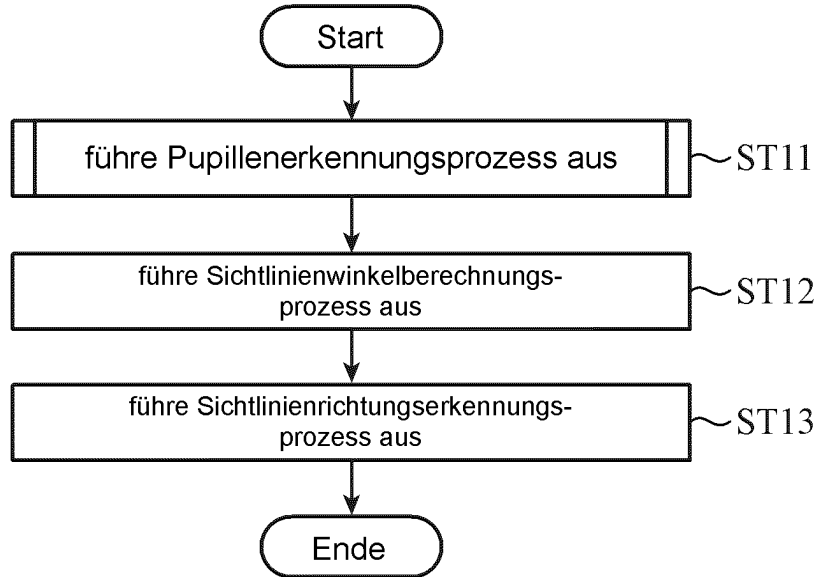 Start
führe Pupillenerkennungsprozess aus
ST11
führe Sichtlinienwinkelberechnungs-
prozess aus
ST12
führe Sichtlinienrichtungserkennungs-
prozess aus
ST13
Ende